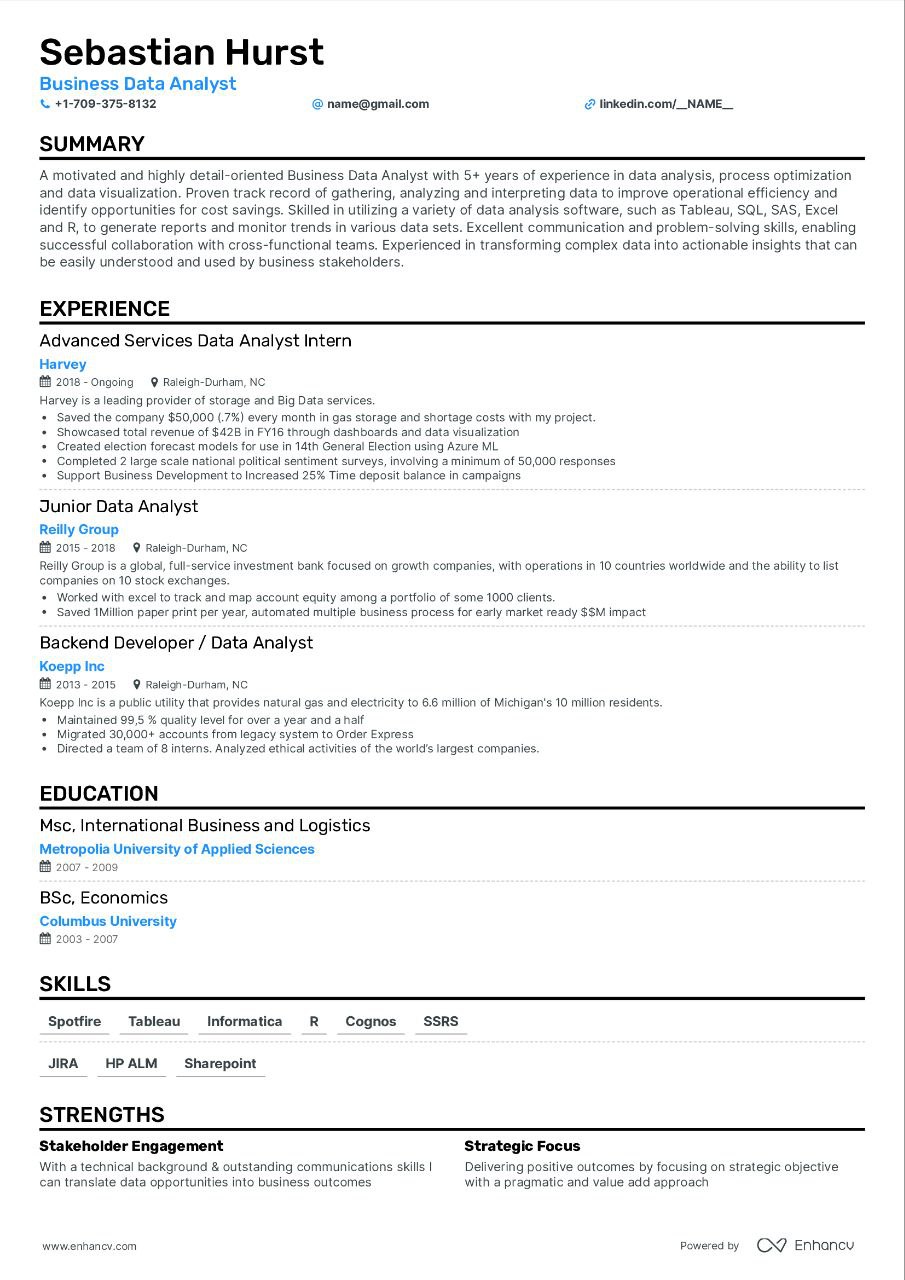 Sebastian Hurst
Business Data Analyst
+1-709-375-8132 name@gmail.com linkedin.com/__NAME__
SUMMARY
A motivated and highly detail-oriented Business Data Analyst with 5+ years of experience in data analysis, process optimization
and data visualization. Proven track record of gathering, analyzing and interpreting data to improve operational efficiency and
identify opportunities for cost savings. Skilled in utilizing a variety of data analysis software, such as Tableau, SQL, SAS, Excel
and R, to generate reports and monitor trends in various data sets. Excellent communication and problem-solving skills, enabling
successful collaboration with cross-functional teams. Experienced in transforming complex data into actionable insights that can
be easily understood and used by business stakeholders.
EXPERIENCE
Advanced Services Data Analyst Intern
Harvey
2018 - Ongoing Raleigh-Durham, NC
Harvey is a leading provider of storage and Big Data services.
• Saved the company $50,000 (.7%) every month in gas storage and shortage costs with my project.
• Showcased total revenue of $42B in FY16 through dashboards and data visualization
• Created election forecast models for use in 14th General Election using Azure ML
• Completed 2 large scale national political sentiment surveys, involving a minimum of 50,000 responses
• Support Business Development to Increased 25% Time deposit balance in campaigns
Junior Data Analyst
Reilly Group
2015 - 2018 Raleigh-Durham, NC
Reilly Group is a global, full-service investment bank focused on growth companies, with operations in 10 countries worldwide and the ability to list
companies on 10 stock exchanges.
• Worked with excel to track and map account equity among a portfolio of some 1000 clients.
• Saved 1Million paper print per year, automated multiple business process for early market ready $$M impact
Backend Developer / Data Analyst
Koepp Inc
2013 - 2015 Raleigh-Durham, NC
Koepp Inc is a public utility that provides natural gas and electricity to 6.6 million of Michigan's 10 million residents.
• Maintained 99,5 % quality level for over a year and a half
• Migrated 30,000+ accounts from legacy system to Order Express
• Directed a team of 8 interns. Analyzed ethical activities of the world's largest companies.
EDUCATION
Msc, International Business and Logistics
Metropolia University of Applied Sciences
2007 - 2009
BSc, Economics
Columbus University
2003 - 2007
SKILLS
Spotfire Tableau Informatica R Cognos SSRS
JIRA HP ALM Sharepoint
STRENGTHS
Stakeholder Engagement
With a technical background & outstanding communications skills I
can translate data opportunities into business outcomes
Strategic Focus
Delivering positive outcomes by focusing on strategic objective
with a pragmatic and value add approach
www.enhancv.com Powered by Enhancv